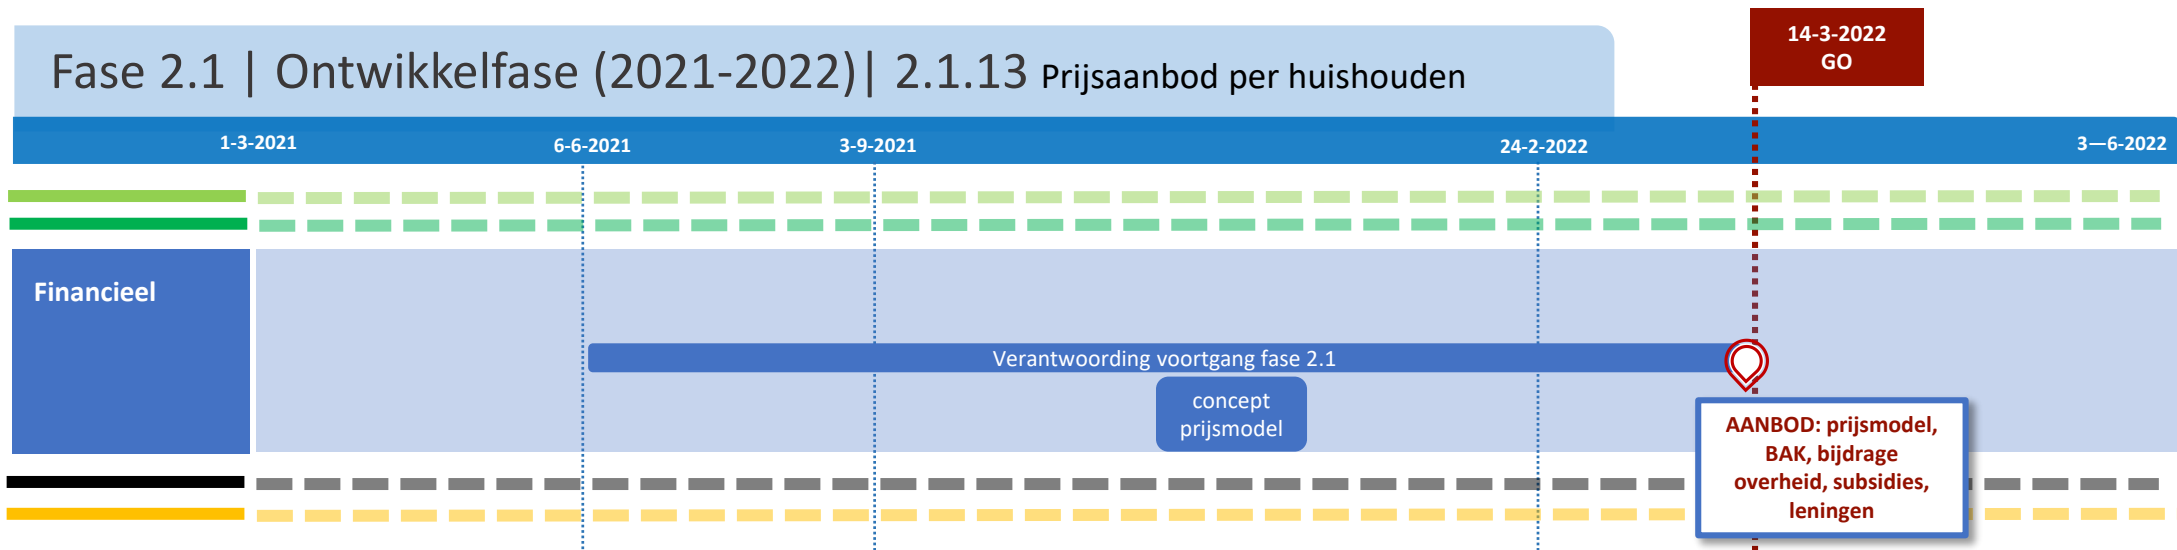 14-3-2022
GO
Fase 2.1 | Ontwikkelfase (2021-2022)| 2.1.13 Prijsaanbod per huishouden
1-3-2021
6-6-2021
3-9-2021
24-2-2022
3—6-2022
Financieel
Verantwoording voortgang fase 2.1
concept
prijsmodel
AANBOD: prijsmodel,
BAK, bijdrage
overheid, subsidies,
leningen